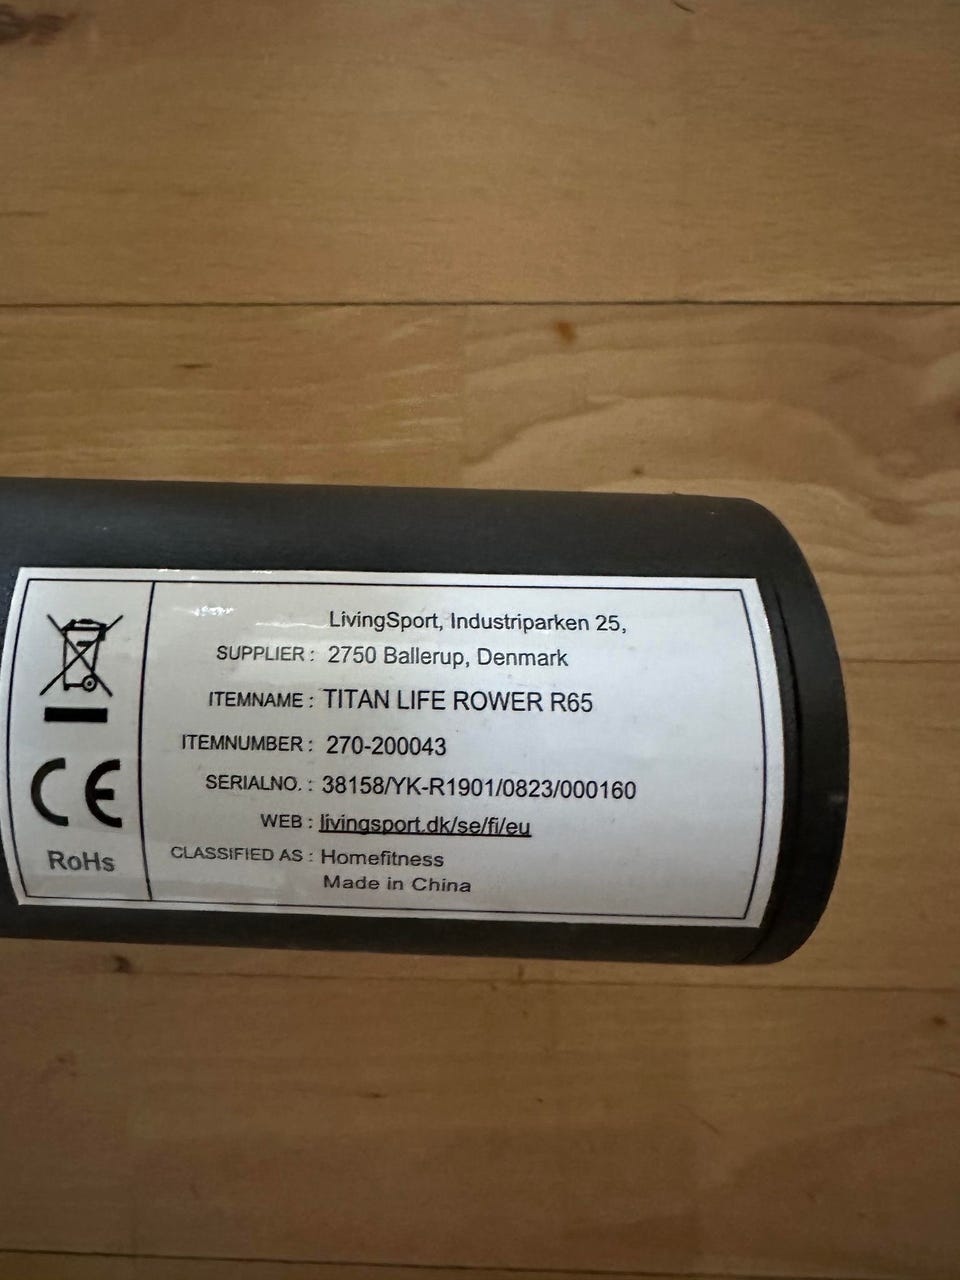 LivingSport, Industriparken 25,
SUPPLIER : 2750 Ballerup, Denmark
ITEMNAME : TITAN LIFE ROWER R65
ITEMNUMBER : 270-200043
SERIALNO. : 38158/YK-R1901/0823/000160
WEB : livingsport.dk/se/fi/eu
CLASSIFIED AS : Homefitness
Made in China
CE
RoHs